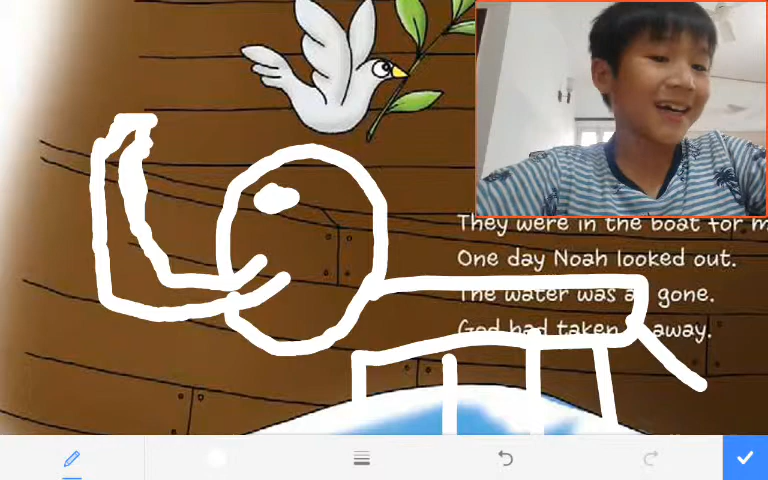 They were in the boat for m
One day Noah looked out.
The water was a gone.
God had taken away.